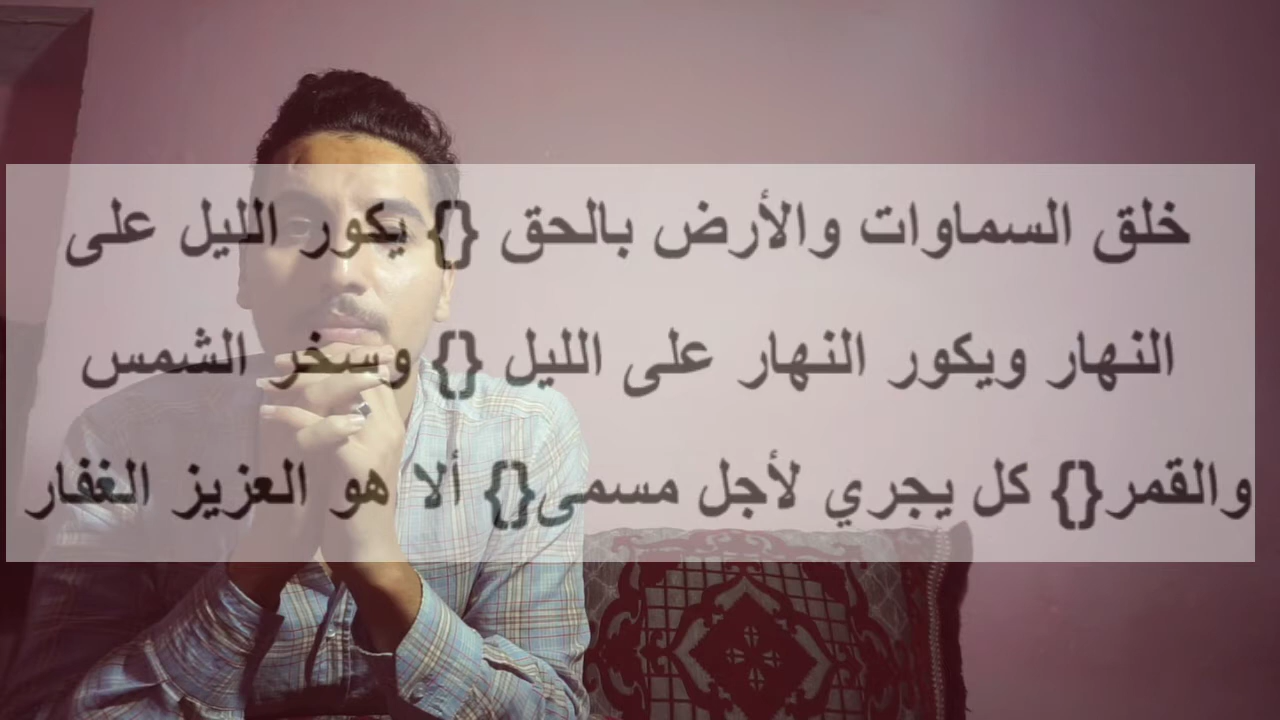 خلق السماوات والأرض بالحق {} يكور الليل على
النهار ويكور النهار على الليل {} وسخر الشمس
والقمر{} كل يجري لأجل مسمى{} ألا هو العزيز الغفار